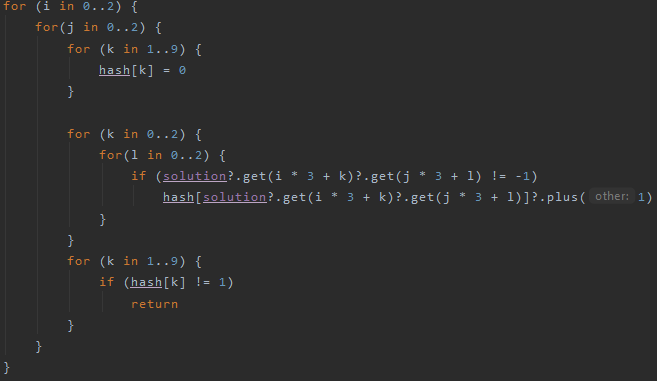 for (i in 0..2) {
    for(j in 0..2) {
        for (k in 1..9) {
            hash[k] = 0
        }

        for (k in 0..2) {
            for(l in 0..2) {
                if (solution?.get(i * 3 + k)?.get(j * 3 + l) != -1)
                    hash[solution?.get(i * 3 + k)?.get(j * 3 + l)]?.plus( other: 1)
            }
        }
        for (k in 1..9) {
            if (hash[k] != 1)
                return
        }
    }
}